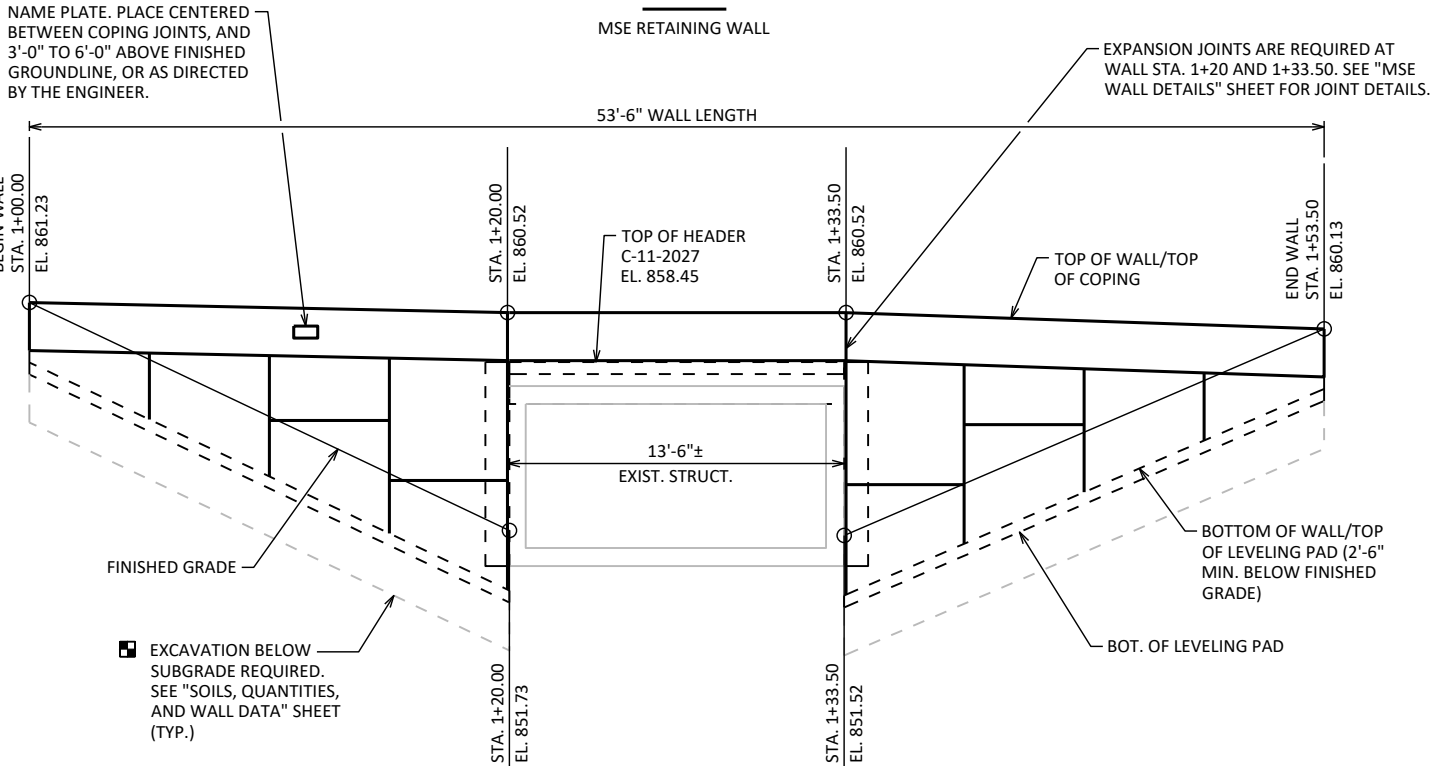 NAME PLATE. PLACE CENTERED
BETWEEN COPING JOINTS, AND
3'-0" TO 6'-0" ABOVE FINISHED
GROUNDLINE, OR AS DIRECTED
BY THE ENGINEER.
MSE RETAINING WALL
EXPANSION JOINTS ARE REQUIRED AT
WALL STA. 1+20 AND 1+33.50. SEE "MSE
WALL DETAILS" SHEET FOR JOINT DETAILS.
53'-6" WALL LENGTH
BEGIN WALL
STA. 1+00.00
EL. 861.23
STA. 1+20.00
EL. 860.52
TOP OF HEADER
C-11-2027
EL. 858.45
STA. 1+33.50
EL. 860.52
TOP OF WALL/TOP
OF COPING
END WALL
STA. 1+53.50
EL. 860.13
13'-6"±
EXIST. STRUCT.
FINISHED GRADE
BOTTOM OF WALL/TOP
OF LEVELING PAD (2'-6"
MIN. BELOW FINISHED
GRADE)
EXCAVATION BELOW
SUBGRADE REQUIRED.
SEE "SOILS, QUANTITIES,
AND WALL DATA" SHEET
(TYP.)
BOT. OF LEVELING PAD
STA. 1+20.00
EL. 851.73
STA. 1+33.50
EL. 851.52